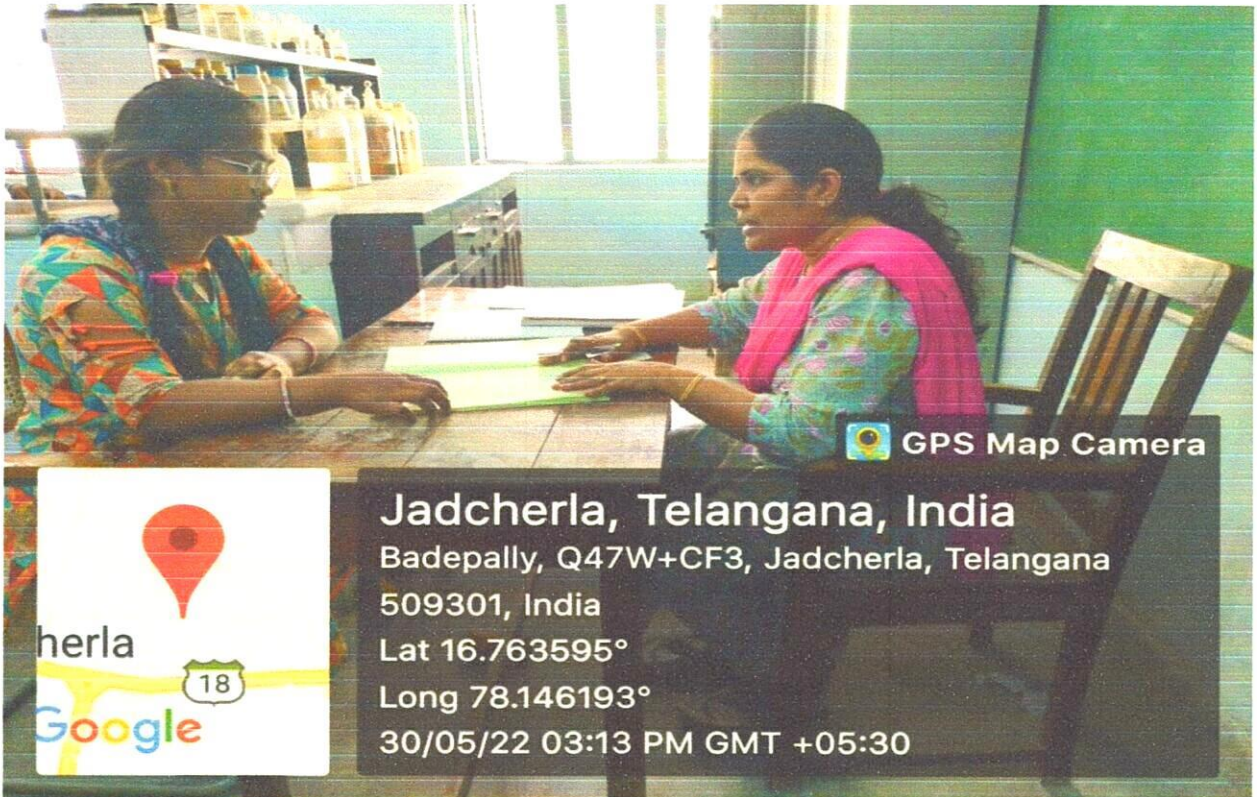 GPS Map Camera
Jadcherla, Telangana, India
Badepally, Q47W+CF3, Jadcherla, Telangana
509301, India
Lat 16.763595°
Long 78.146193°
30/05/22 03:13 PM GMT +05:30
herla
18
Google